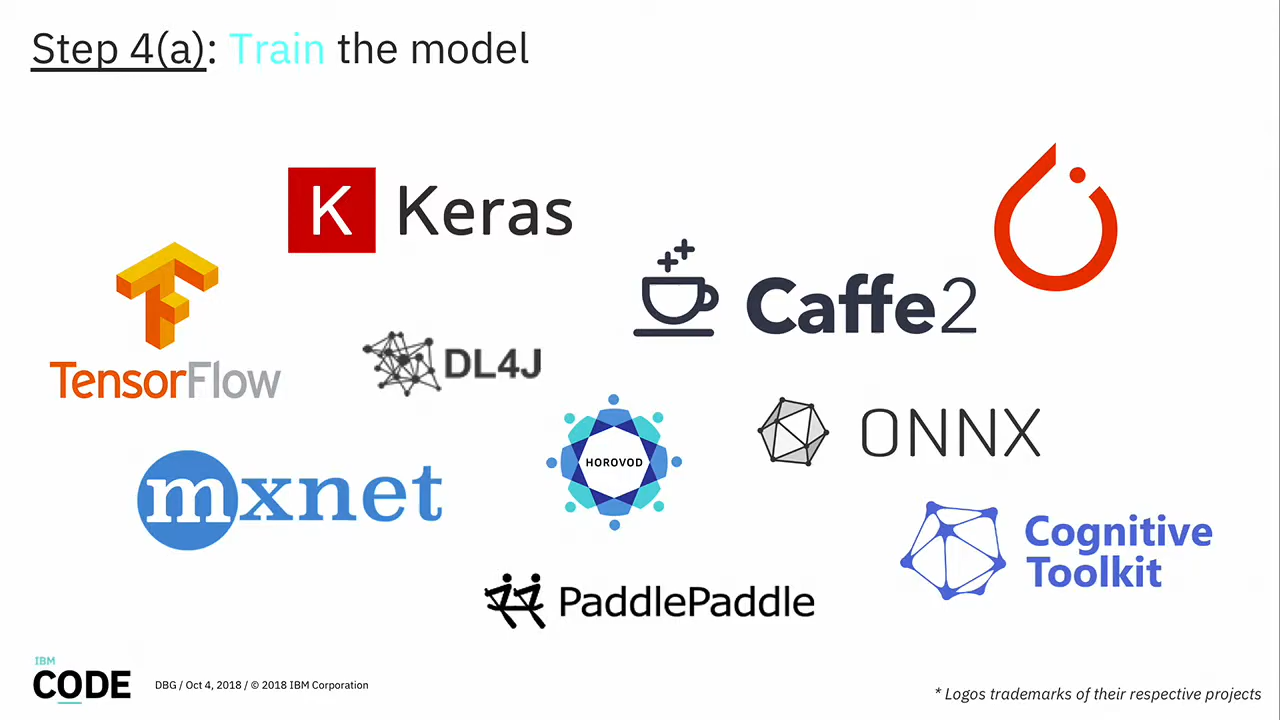 Step 4(a): Train the model
K Keras
Caffe2
TensorFlow
DL4J
HOROVOD
ONNX
mxnet
Cognitive
Toolkit
PaddlePaddle
IBM
CODE
DBG / Oct 4, 2018 / © 2018 IBM Corporation
* Logos trademarks of their respective projects